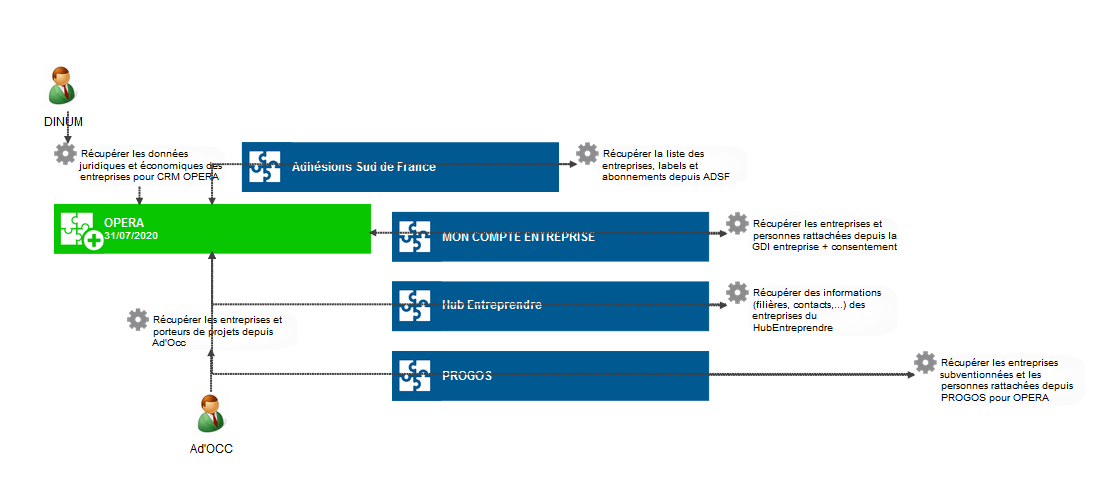 DINUM
Récupérer les données
juridiques et économiques des
entreprises pour CRM OPERA
Adhésions Sud de France
Récupérer la liste des
entreprises, labels et
abonnements depuis ADSF
OPERA
31/07/2020
MON COMPTE ENTREPRISE
Récupérer les entreprises et
personnes rattachées depuis la
GDI entreprise + consentement
Hub Entreprendre
Récupérer des informations
(filières, contacts,...) des
entreprises du
HubEntreprendre
Récupérer les entreprises et
porteurs de projets depuis
Ad'Occ
PROGOS
Récupérer les entreprises
subventionnées et les
personnes rattachées depuis
PROGOS pour OPERA
Ad'OCC